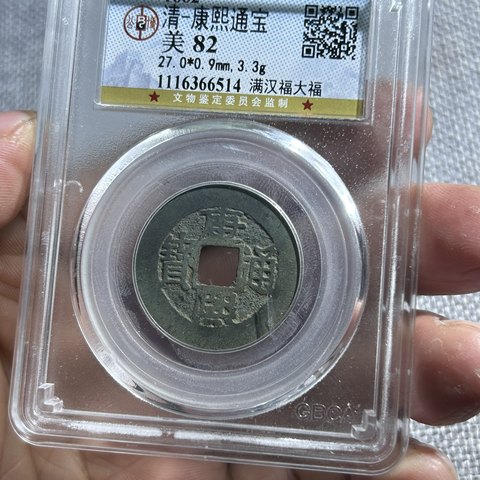 清-康熙通宝
美 82
27.0*0.9mm, 3.3g
1116366514 满汉福大福
★ 文物鉴定委员会监制 ★
康熙通寶
GBCA